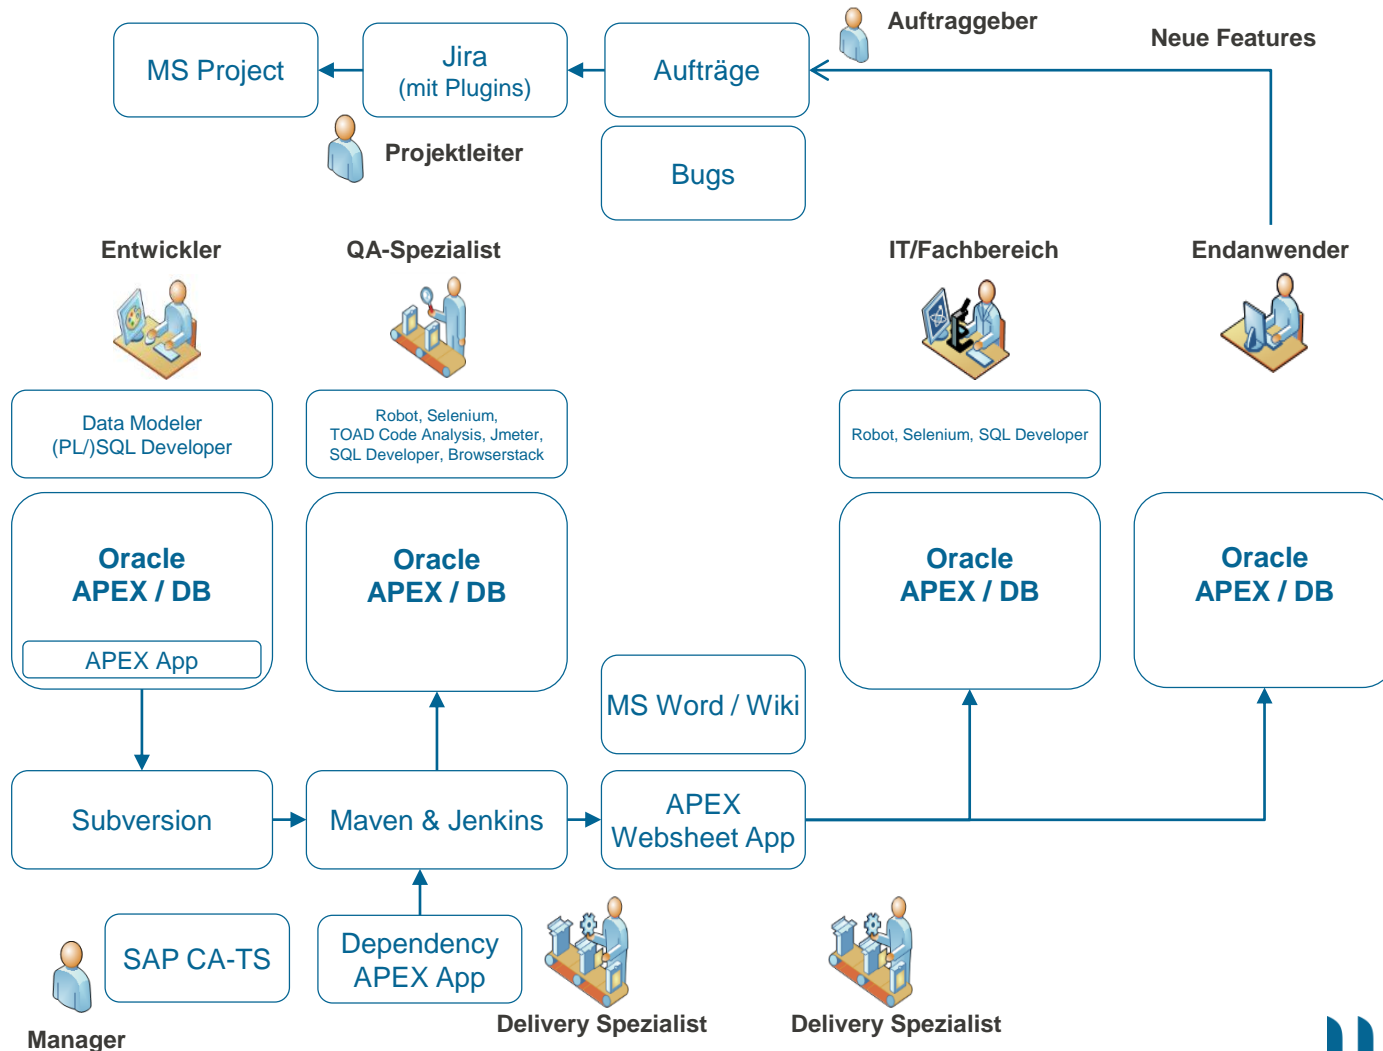 Auftraggeber
Neue Features
MS Project
Jira
(mit Plugins)
Aufträge
Projektleiter
Bugs
Entwickler
QA-Spezialist
IT/Fachbereich
Endanwender
Data Modeler
(PL/)SQL Developer
Robot, Selenium,
TOAD Code Analysis, Jmeter,
SQL Developer, Browserstack
Robot, Selenium, SQL Developer
Oracle
APEX / DB
APEX App
Oracle
APEX / DB
Oracle
APEX / DB
Oracle
APEX / DB
MS Word / Wiki
Subversion
Maven & Jenkins
APEX
Websheet App
SAP CA-TS
Dependency
APEX App
Manager
Delivery Spezialist
Delivery Spezialist